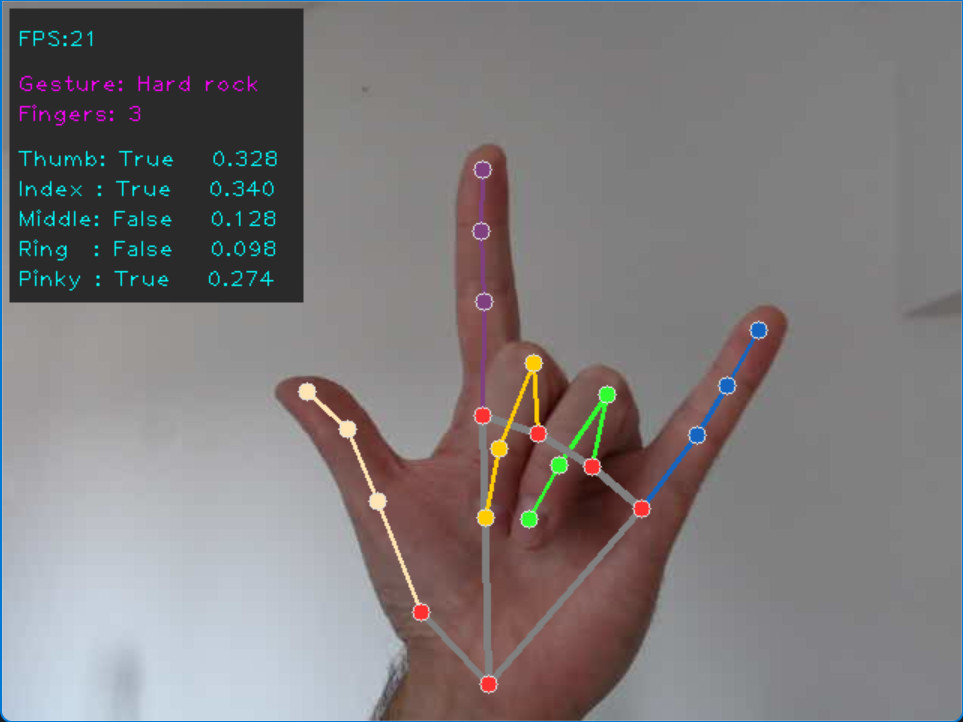 FPS:21
Gesture: Hard rock
Fingers: 3
Thumb: True 0.328
Index : True 0.340
Middle: False 0.128
Ring : False 0.098
Pinky : True 0.274